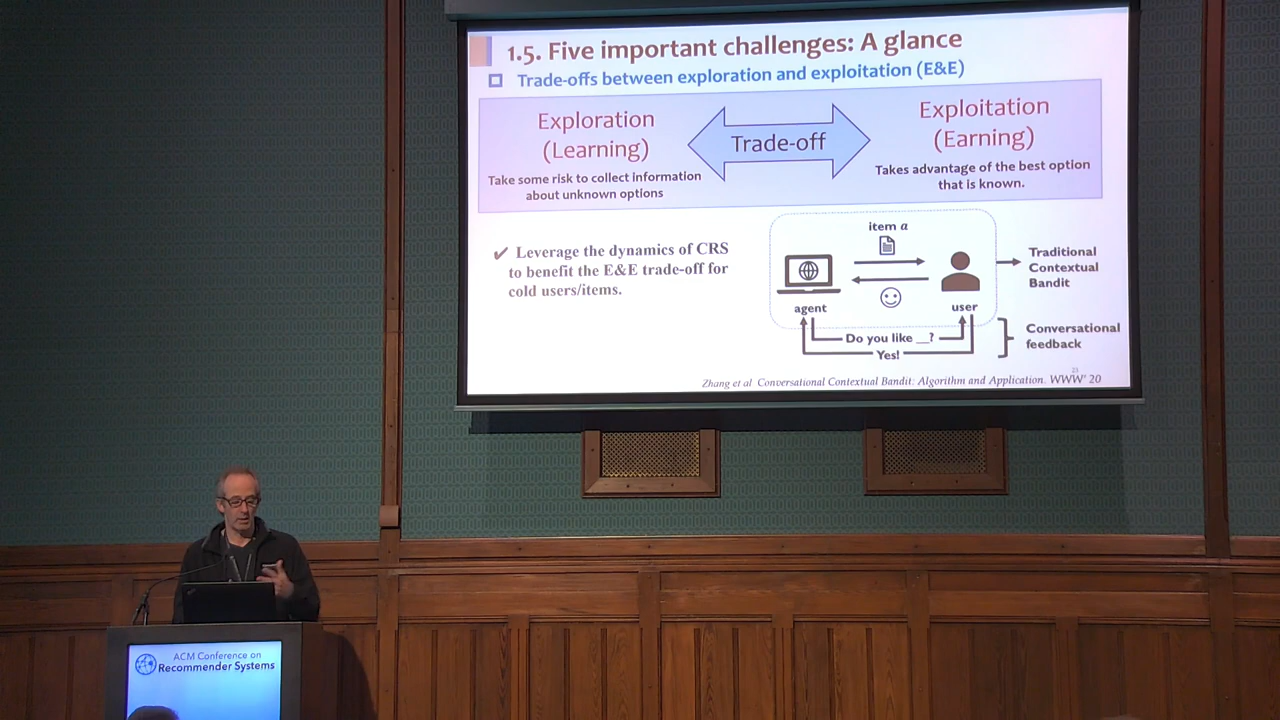 1.5. Five important challenges: A glance
Trade-offs between exploration and exploitation (E&E)
Exploration
(Learning)
Take some risk to collect information
about unknown options
Trade-off
Exploitation
(Earning)
Takes advantage of the best option
that is known.
✔ Leverage the dynamics of CRS
to benefit the E&E trade-off for
cold users/items.
item a
agent
user
Do you like __?
Yes!
Traditional
Contextual
Bandit
Conversational
feedback
23
Zhang et al Conversational Contextual Bandit: Algorithm and Application. WWW' 20
ACM Conference on
Recommender Systems